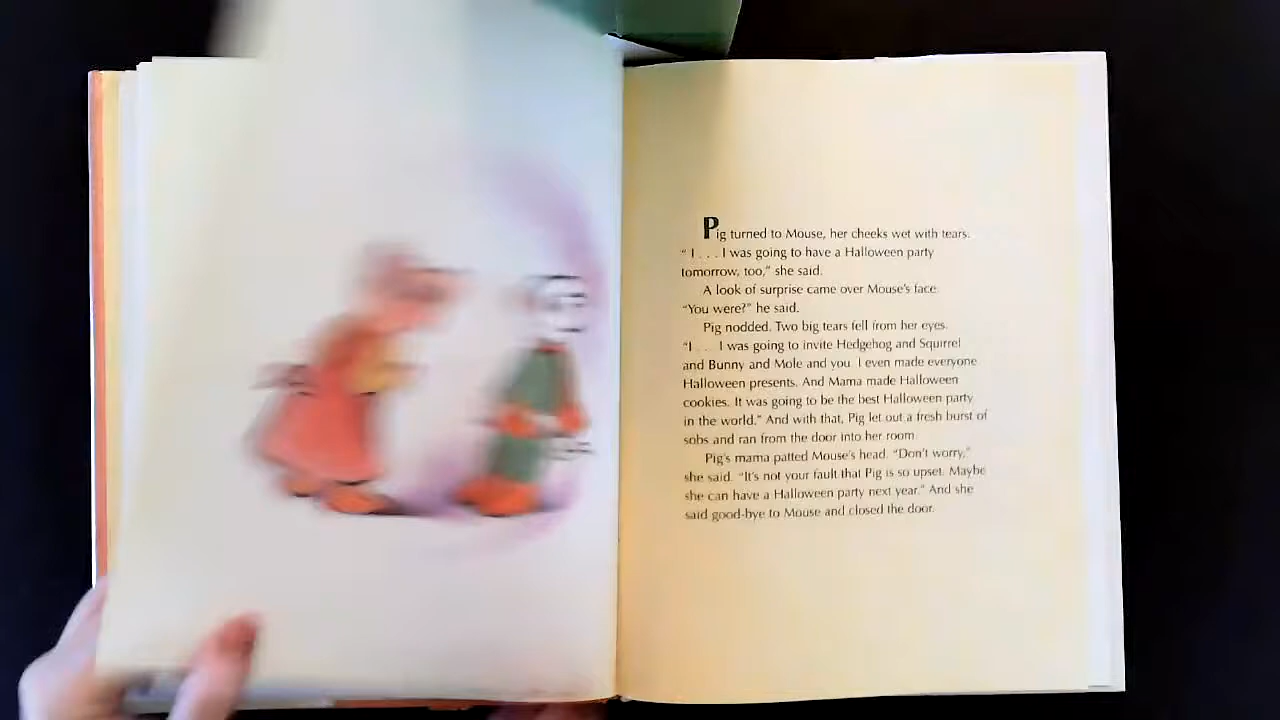 Pig turned to Mouse, her cheeks wet with tears.
"I . . . I was going to have a Halloween party
tomorrow, too," she said.
A look of surprise came over Mouse's face.
"You were?" he said.
Pig nodded. Two big tears fell from her eyes.
"I . . . I was going to invite Hedgehog and Squirrel
and Bunny and Mole and you. I even made everyone
Halloween presents. And Mama made Halloween
cookies. It was going to be the best Halloween party
in the world." And with that, Pig let out a fresh burst of
sobs and ran from the door into her room.
Pig's mama patted Mouse's head. "Don't worry,"
she said. "It's not your fault that Pig is so upset. Maybe
she can have a Halloween party next year." And she
said good-bye to Mouse and closed the door.